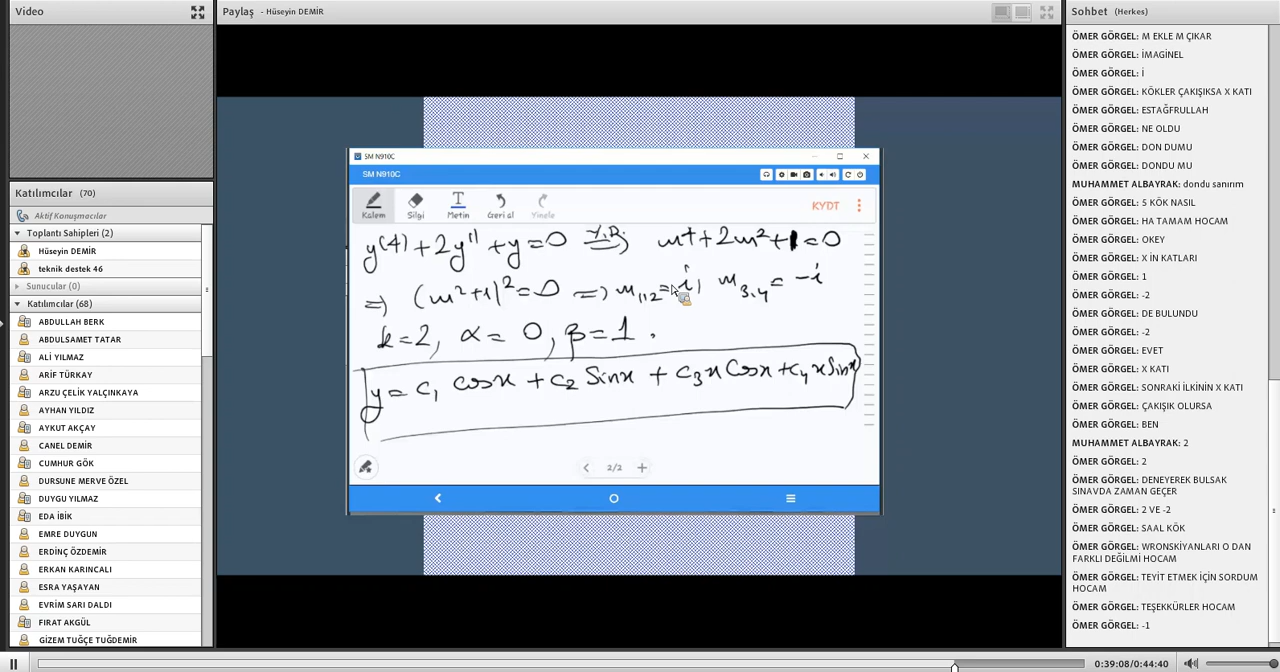 Video
Paylaş - Hüseyin DEMİR
Sohbet (Herkes)
Katılımcılar (70)
Aktif Konuşmacılar
Toplantı Sahipleri (2)
Hüseyin DEMİR
teknik destek 46
Sunucular (0)
Katılımcılar (68)
ABDULLAH BERK
ABDULSAMET TATAR
ALİ YILMAZ
ARİF TÜRKAY
ARZU ÇELİK YALÇINKAYA
AYHAN YILDIZ
AYKUT AKÇAY
CANEL DEMİR
CUMHUR GÖK
DURSUNE MERVE ÖZEL
DUYGU YILMAZ
EDA İBİK
EMRE DUYGUN
ERDİNÇ ÖZDEMİR
ERKAN KARINCALI
ESRA YAŞAYAN
EVRİM SARI DALDI
FIRAT AKGÜL
GİZEM TUĞÇE TUĞDEMİR
SM N910C
SM N910C
Kalem Silgi Metin Geri al Yinele KYDT
y(4) + 2y'' + y = 0 m⁴ + 2m² + 1 = 0
⇒ (m²+1)² = 0 ⇒ m₁,₂ = i, m₃,₄ = -i
k = 2, α = 0, β = 1.
y = c₁ cosx + c₂ Sinx + c₃x Cosx + c₄xSinx
2/2
ÖMER GÖRGEL: M EKLE M ÇIKAR
ÖMER GÖRGEL: İMAGİNEL
ÖMER GÖRGEL: İ
ÖMER GÖRGEL: KÖKLER ÇAKIŞIKSA X KATI
ÖMER GÖRGEL: ESTAĞFRULLAH
ÖMER GÖRGEL: NE OLDU
ÖMER GÖRGEL: DON DUMU
ÖMER GÖRGEL: DONDU MU
MUHAMMET ALBAYRAK: dondu sanırım
ÖMER GÖRGEL: 5 KÖK NASIL
ÖMER GÖRGEL: HA TAMAM HOCAM
ÖMER GÖRGEL: OKEY
ÖMER GÖRGEL: X İN KATLARI
ÖMER GÖRGEL: 1
ÖMER GÖRGEL: -2
ÖMER GÖRGEL: DE BULUNDU
ÖMER GÖRGEL: -2
ÖMER GÖRGEL: EVET
ÖMER GÖRGEL: X KATI
ÖMER GÖRGEL: SONRAKİ İLKİNİN X KATI
ÖMER GÖRGEL: ÇAKIŞIK OLURSA
ÖMER GÖRGEL: BEN
MUHAMMET ALBAYRAK: 2
ÖMER GÖRGEL: 2
ÖMER GÖRGEL: DENEYEREK BULSAK
SINAVDA ZAMAN GEÇER
ÖMER GÖRGEL: 2 VE -2
ÖMER GÖRGEL: SAAL KÖK
ÖMER GÖRGEL: WRONSKİYANLARI O DAN
FARKLI DEĞİLMİ HOCAM
ÖMER GÖRGEL: TEYİT ETMEK İÇİN SORDUM
HOCAM
ÖMER GÖRGEL: TEŞEKKÜRLER HOCAM
ÖMER GÖRGEL: -1
0:39:08/0:44:40